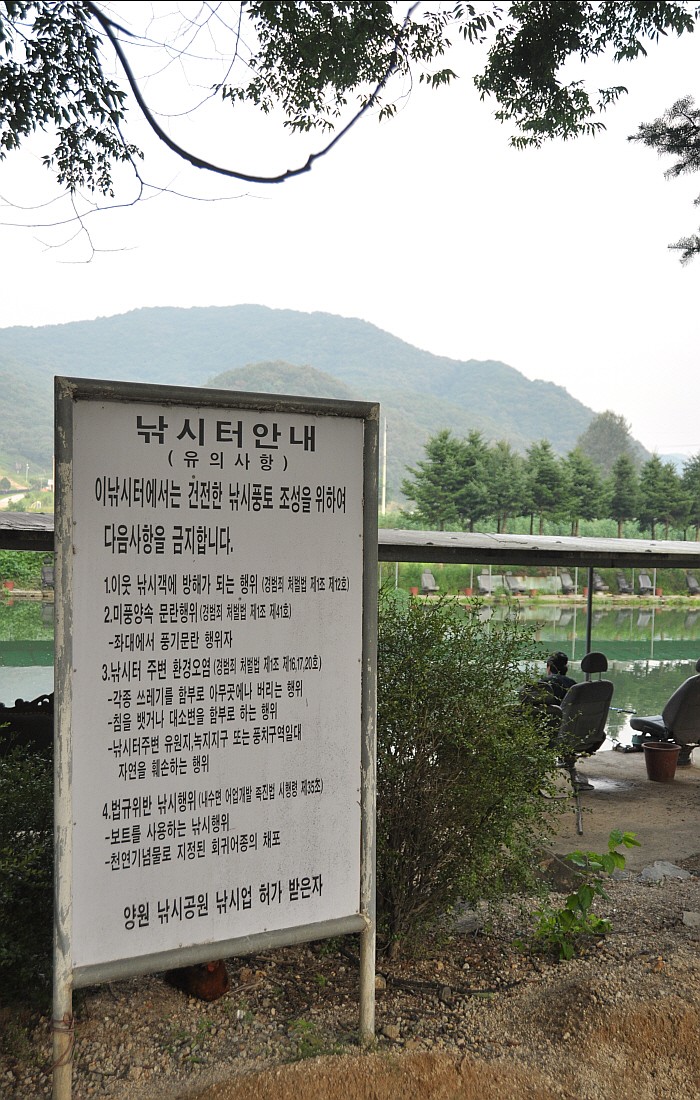 낚시터안내
(유의사항)
이낚시터에서는 건전한 낚시풍토 조성을 위하여
다음사항을 금지합니다.
1.이웃 낚시객에 방해가 되는 행위 (경범죄 처벌법 제1조 제12호)
2.미풍양속 문란행위(경범죄 처벌법 제1조 제41호)
-좌대에서 풍기문란 행위자
3.낚시터 주변 환경오염 (경범죄 처벌법 제1조 제16,17,20호)
-각종 쓰레기를 함부로 아무곳에나 버리는 행위
-침을 뱃거나 대소변을 함부로 하는 행위
-낚시터주변 유원지,녹지지구 또는 풍치구역일대
자연을 훼손하는 행위
4.법규위반 낚시행위 (내수면 어업개발 촉진법 시행령 제35조)
-보트를 사용하는 낚시행위
-천연기념물로 지정된 회귀어종의 채포
양원 낚시공원 낚시업 허가 받은자